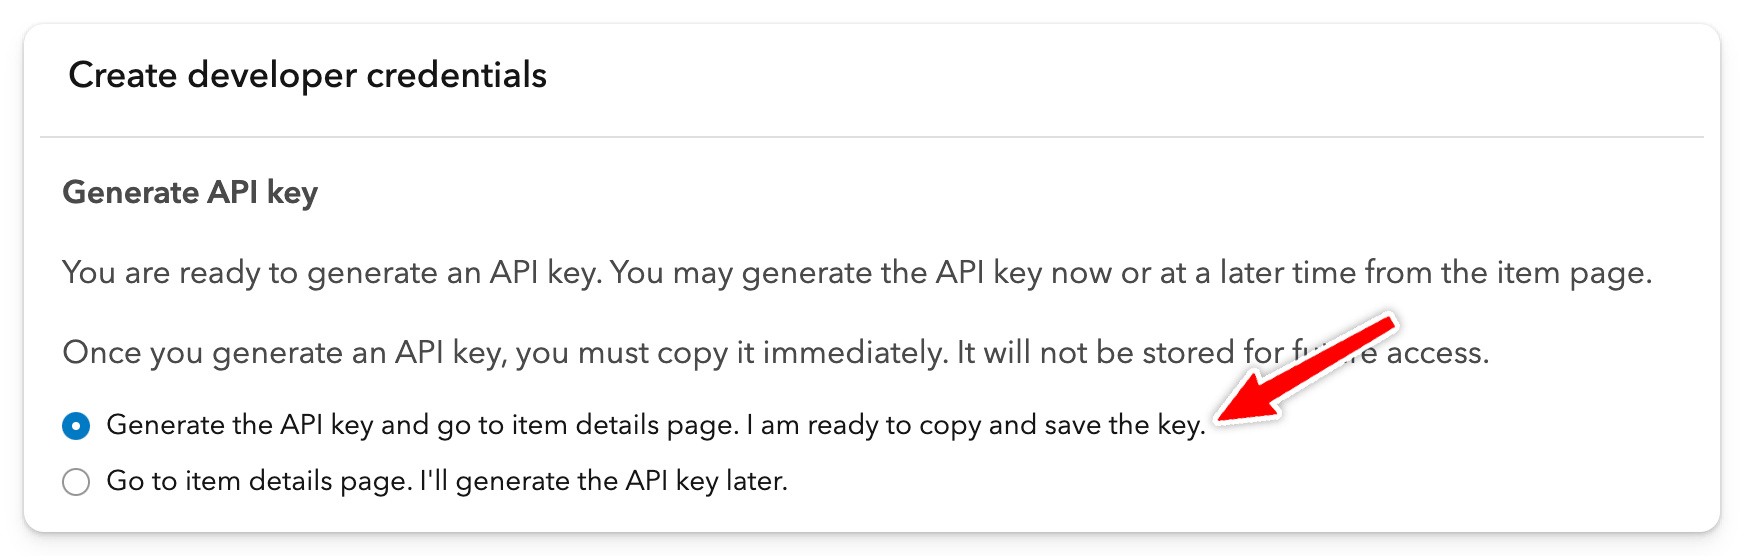 Create developer credentials
Generate API key
You are ready to generate an API key. You may generate the API key now or at a later time from the item page.
Once you generate an API key, you must copy it immediately. It will not be stored for future access.
Generate the API key and go to item details page. I am ready to copy and save the key.
Go to item details page. I'll generate the API key later.